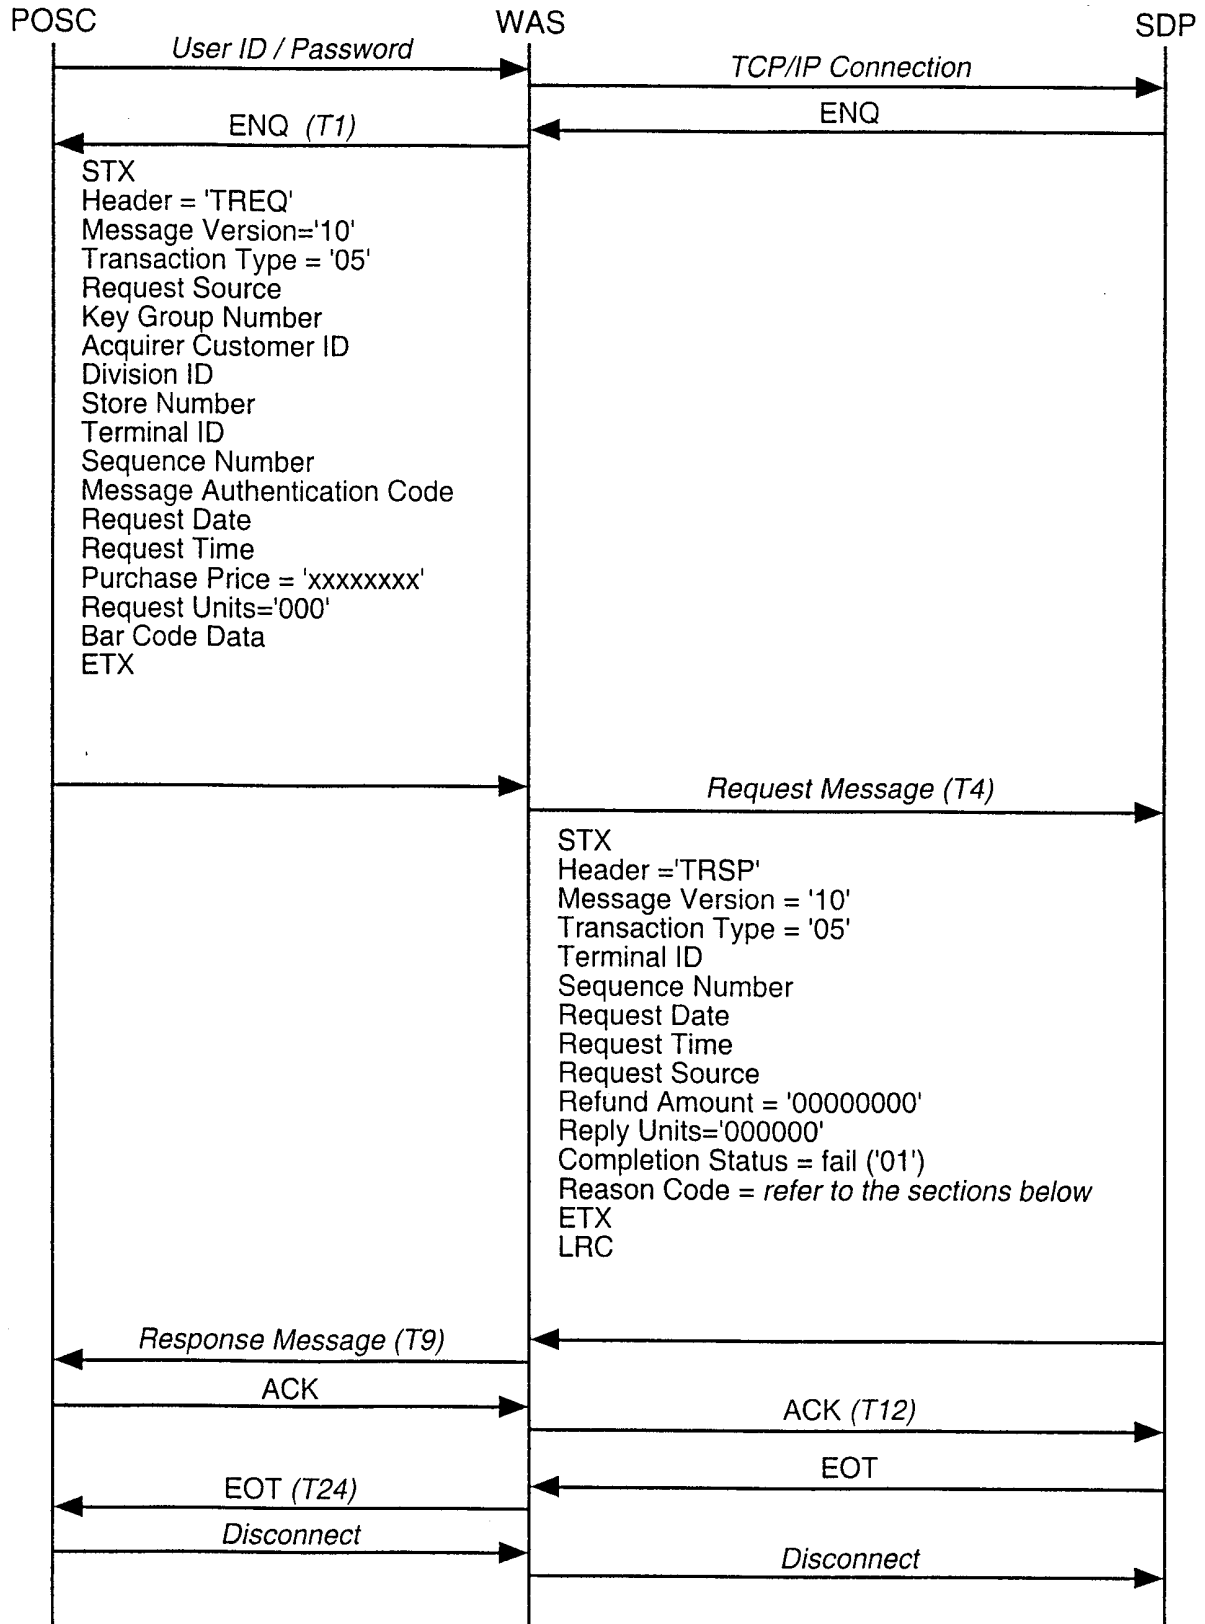 POSC
WAS
SDP
User ID / Password
TCP/IP Connection
ENQ
ENQ (T1)
STX
Header = 'TREQ'
Message Version='10'
Transaction Type = '05'
Request Source
Key Group Number
Acquirer Customer ID
Division ID
Store Number
Terminal ID
Sequence Number
Message Authentication Code
Request Date
Request Time
Purchase Price = 'xxxxxxxx'
Request Units='000'
Bar Code Data
ETX
Request Message (T4)
STX
Header ='TRSP'
Message Version = '10'
Transaction Type = '05'
Terminal ID
Sequence Number
Request Date
Request Time
Request Source
Refund Amount = '00000000'
Reply Units='000000'
Completion Status = fail ('01')
Reason Code = refer to the sections below
ETX
LRC
Response Message (T9)
ACK
ACK (T12)
EOT
EOT (T24)
Disconnect
Disconnect